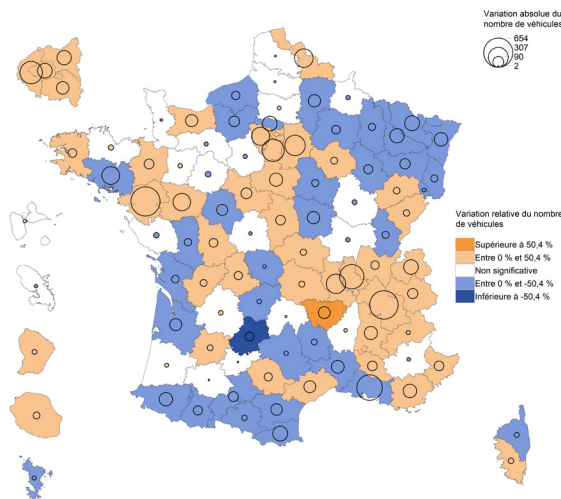 Variation absolue du
nombre de véhicules
654
307
90
2
Variation relative du nombre
de véhicules
Supérieure à 50,4 %
Entre 0 % et 50,4 %
Non significative
Entre 0 % et -50,4 %
Inférieure à -50,4 %